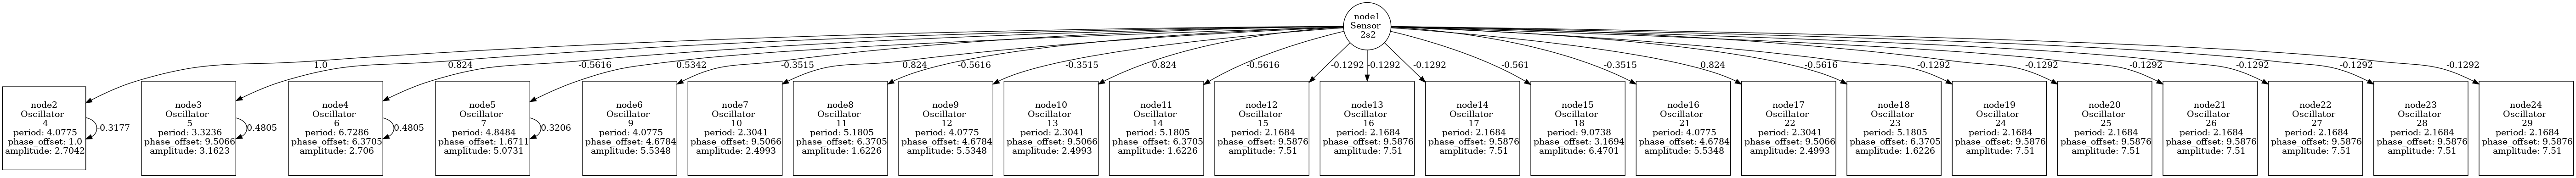 node1
Sensor
2s2
1.0
0.824
-0.5616
0.5342
-0.3515
0.824
-0.5616
-0.3515
0.824
-0.5616
-0.1292
-0.1292
-0.1292
-0.561
-0.3515
0.824
-0.5616
-0.1292
-0.1292
-0.1292
-0.1292
-0.1292
-0.1292
node2
Oscillator
4
period: 4.0775
phase_offset: 1.0
amplitude: 2.7042
-0.3177
node3
Oscillator
5
period: 3.3236
phase_offset: 9.5066
amplitude: 3.1623
0.4805
node4
Oscillator
6
period: 6.7286
phase_offset: 6.3705
amplitude: 2.706
0.4805
node5
Oscillator
7
period: 4.8484
phase_offset: 1.6711
amplitude: 5.0731
0.3206
node6
Oscillator
9
period: 4.0775
phase_offset: 4.6784
amplitude: 5.5348
node7
Oscillator
10
period: 2.3041
phase_offset: 9.5066
amplitude: 2.4993
node8
Oscillator
11
period: 5.1805
phase_offset: 6.3705
amplitude: 1.6226
node9
Oscillator
12
period: 4.0775
phase_offset: 4.6784
amplitude: 5.5348
node10
Oscillator
13
period: 2.3041
phase_offset: 9.5066
amplitude: 2.4993
node11
Oscillator
14
period: 5.1805
phase_offset: 6.3705
amplitude: 1.6226
node12
Oscillator
15
period: 2.1684
phase_offset: 9.5876
amplitude: 7.51
node13
Oscillator
16
period: 2.1684
phase_offset: 9.5876
amplitude: 7.51
node14
Oscillator
17
period: 2.1684
phase_offset: 9.5876
amplitude: 7.51
node15
Oscillator
18
period: 9.0738
phase_offset: 3.1694
amplitude: 6.4701
node16
Oscillator
21
period: 4.0775
phase_offset: 4.6784
amplitude: 5.5348
node17
Oscillator
22
period: 2.3041
phase_offset: 9.5066
amplitude: 2.4993
node18
Oscillator
23
period: 5.1805
phase_offset: 6.3705
amplitude: 1.6226
node19
Oscillator
24
period: 2.1684
phase_offset: 9.5876
amplitude: 7.51
node20
Oscillator
25
period: 2.1684
phase_offset: 9.5876
amplitude: 7.51
node21
Oscillator
26
period: 2.1684
phase_offset: 9.5876
amplitude: 7.51
node22
Oscillator
27
period: 2.1684
phase_offset: 9.5876
amplitude: 7.51
node23
Oscillator
28
period: 2.1684
phase_offset: 9.5876
amplitude: 7.51
node24
Oscillator
29
period: 2.1684
phase_offset: 9.5876
amplitude: 7.51